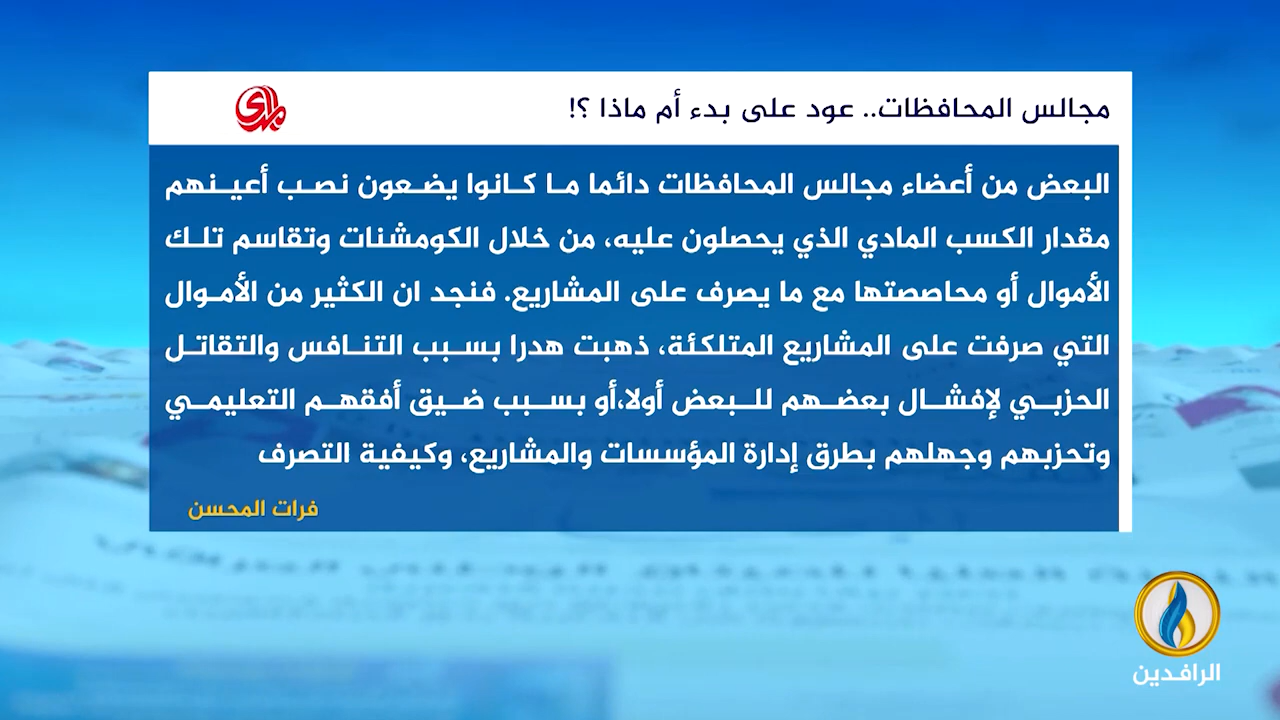 مجالس المحافظات.. عود على بدء أم ماذا ؟!
المدى
البعض من أعضاء مجالس المحافظات دائما ما كانوا يضعون نصب أعينهم
مقدار الكسب المادي الذي يحصلون عليه، من خلال الكومشنات وتقاسم تلك
الأموال أو محاصصتها مع ما يصرف على المشاريع. فنجد ان الكثير من الأموال
التي صرفت على المشاريع المتلكئة، ذهبت هدرا بسبب التنافس والتقاتل
الحزبي لإفشال بعضهم للبعض أولا،أو بسبب ضيق أفقهم التعليمي
وتحزبهم وجهلهم بطرق إدارة المؤسسات والمشاريع، وكيفية التصرف
فرات المحسن
الرافدين